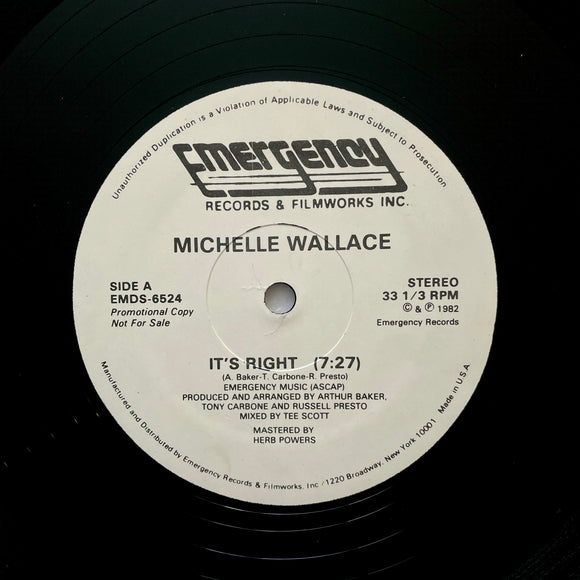 Unauthorized Duplication is a Violation of Applicable Laws and Subject to Prosecution
Emergency
RECORDS & FILMWORKS INC.
MICHELLE WALLACE
SIDE A
EMDS-6524
Promotional Copy
Not For Sale
STEREO
33 1/3 RPM
© & ℗ 1982
Emergency Records
IT'S RIGHT (7:27)
(A. Baker-T. Carbone-R. Presto)
EMERGENCY MUSIC (ASCAP)
PRODUCED AND ARRANGED BY ARTHUR BAKER,
TONY CARBONE AND RUSSELL PRESTO
MIXED BY TEE SCOTT
MASTERED BY
HERB POWERS
Manufactured and Distributed by Emergency Records & Filmworks, Inc / 1220 Broadway, New York 10001 Made in U.S.A.